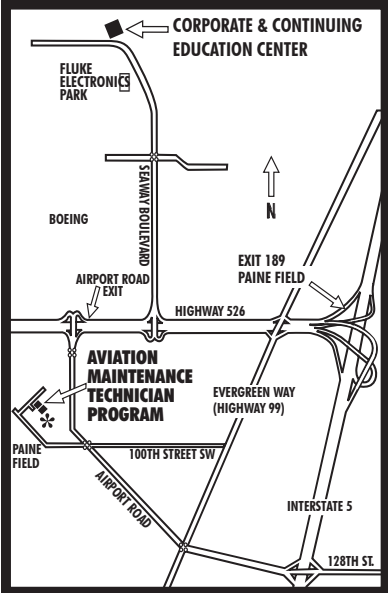 CORPORATE & CONTINUING
EDUCATION CENTER
FLUKE
ELECTRONICS
PARK
SEAWAY BOULEVARD
N
BOEING
EXIT 189
PAINE FIELD
AIRPORT ROAD
EXIT
HIGHWAY 526
AVIATION
MAINTENANCE
TECHNICIAN
PROGRAM
EVERGREEN WAY
(HIGHWAY 99)
PAINE
FIELD
100TH STREET SW
AIRPORT ROAD
INTERSTATE 5
128TH ST.